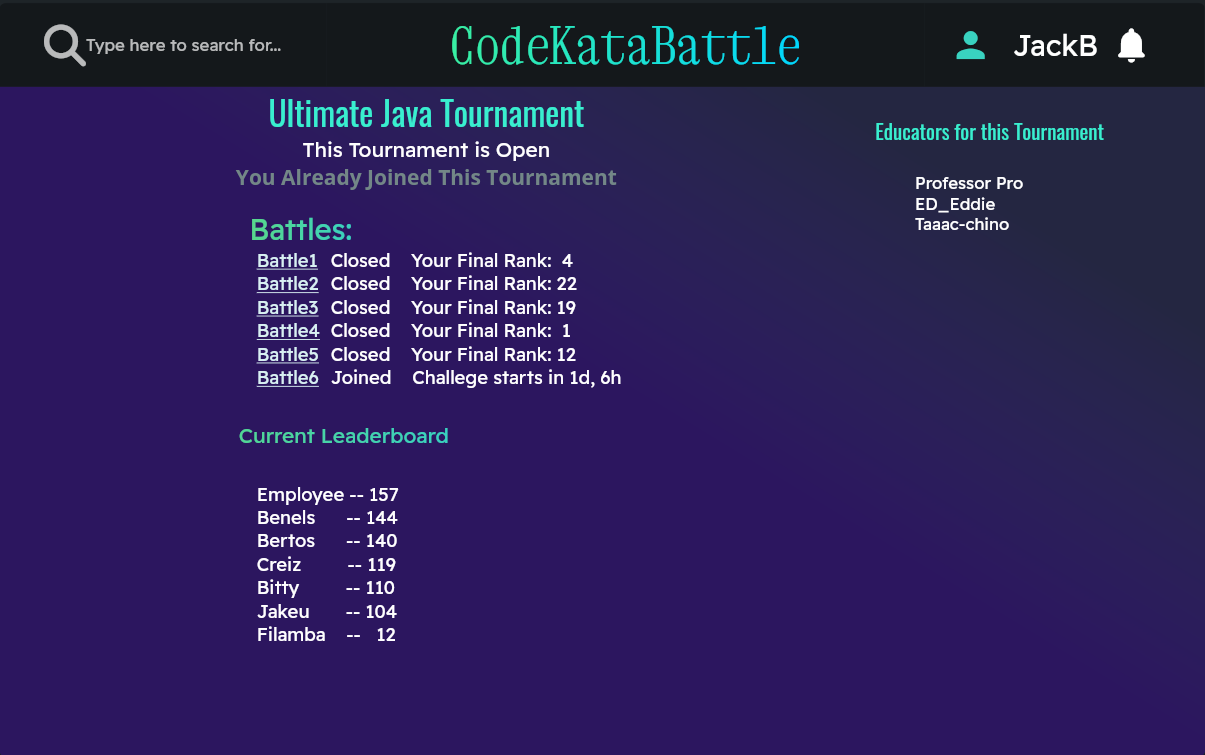 Type here to search for...
CodeKataBattle
JackB
Ultimate Java Tournament
This Tournament is Open
You Already Joined This Tournament
Battles:
Battle1 Closed Your Final Rank: 4
Battle2 Closed Your Final Rank: 22
Battle3 Closed Your Final Rank: 19
Battle4 Closed Your Final Rank: 1
Battle5 Closed Your Final Rank: 12
Battle6 Joined Challege starts in 1d, 6h
Current Leaderboard
Employee -- 157
Benels -- 144
Bertos -- 140
Creiz -- 119
Bitty -- 110
Jakeu -- 104
Filamba -- 12
Educators for this Tournament
Professor Pro
ED_Eddie
Taaac-chino